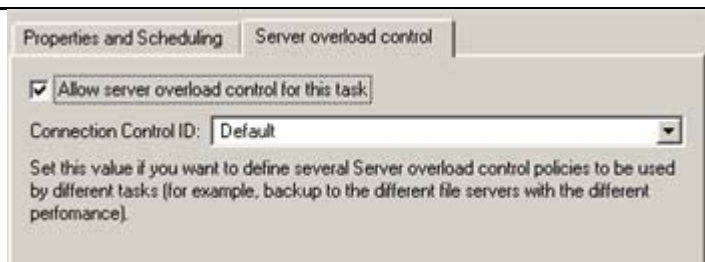 Properties and Scheduling
Server overload control
Allow server overload control for this task
Connection Control ID: Default
Set this value if you want to define several Server overload control policies to be used
by different tasks (for example, backup to the different file servers with the different
perfomance).